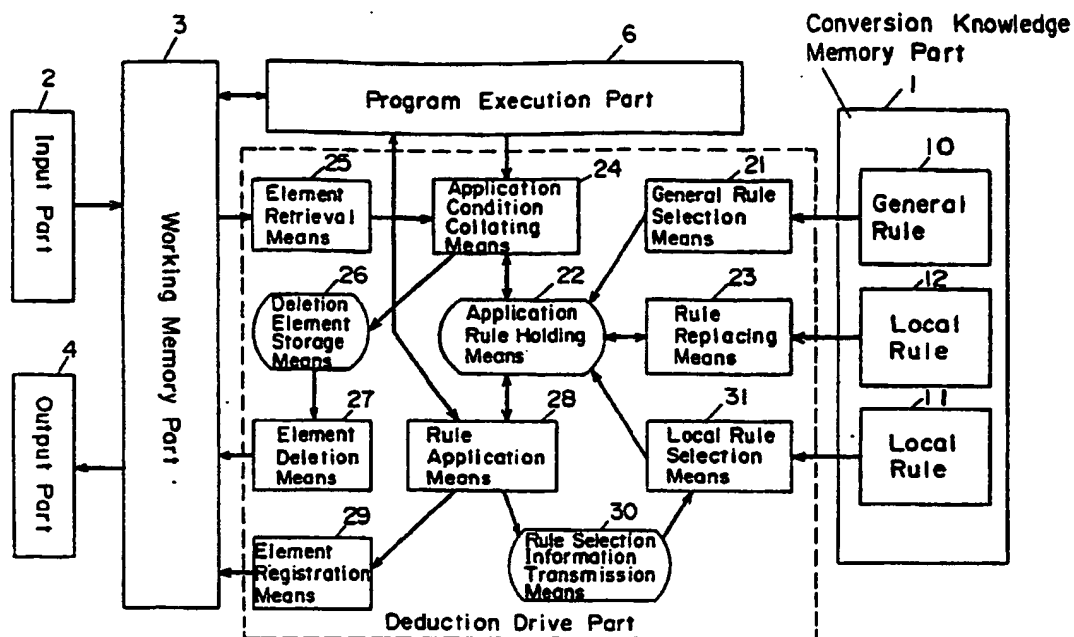 Conversion Knowledge
Memory Part
1
2
Input Part
3
Working Memory Part
4
Output Part
6
Program Execution Part
25
Element
Retrieval
Means
24
Application
Condition
Collating
Means
21
General Rule
Selection
Means
10
General
Rule
26
Deletion
Element
Storage
Means
22
Application
Rule Holding
Means
23
Rule
Replacing
Means
12
Local
Rule
27
Element
Deletion
Means
28
Rule
Application
Means
31
Local Rule
Selection
Means
11
Local
Rule
29
Element
Registration
Means
30
Rule Selection
Information
Transmission
Means
Deduction Drive Part